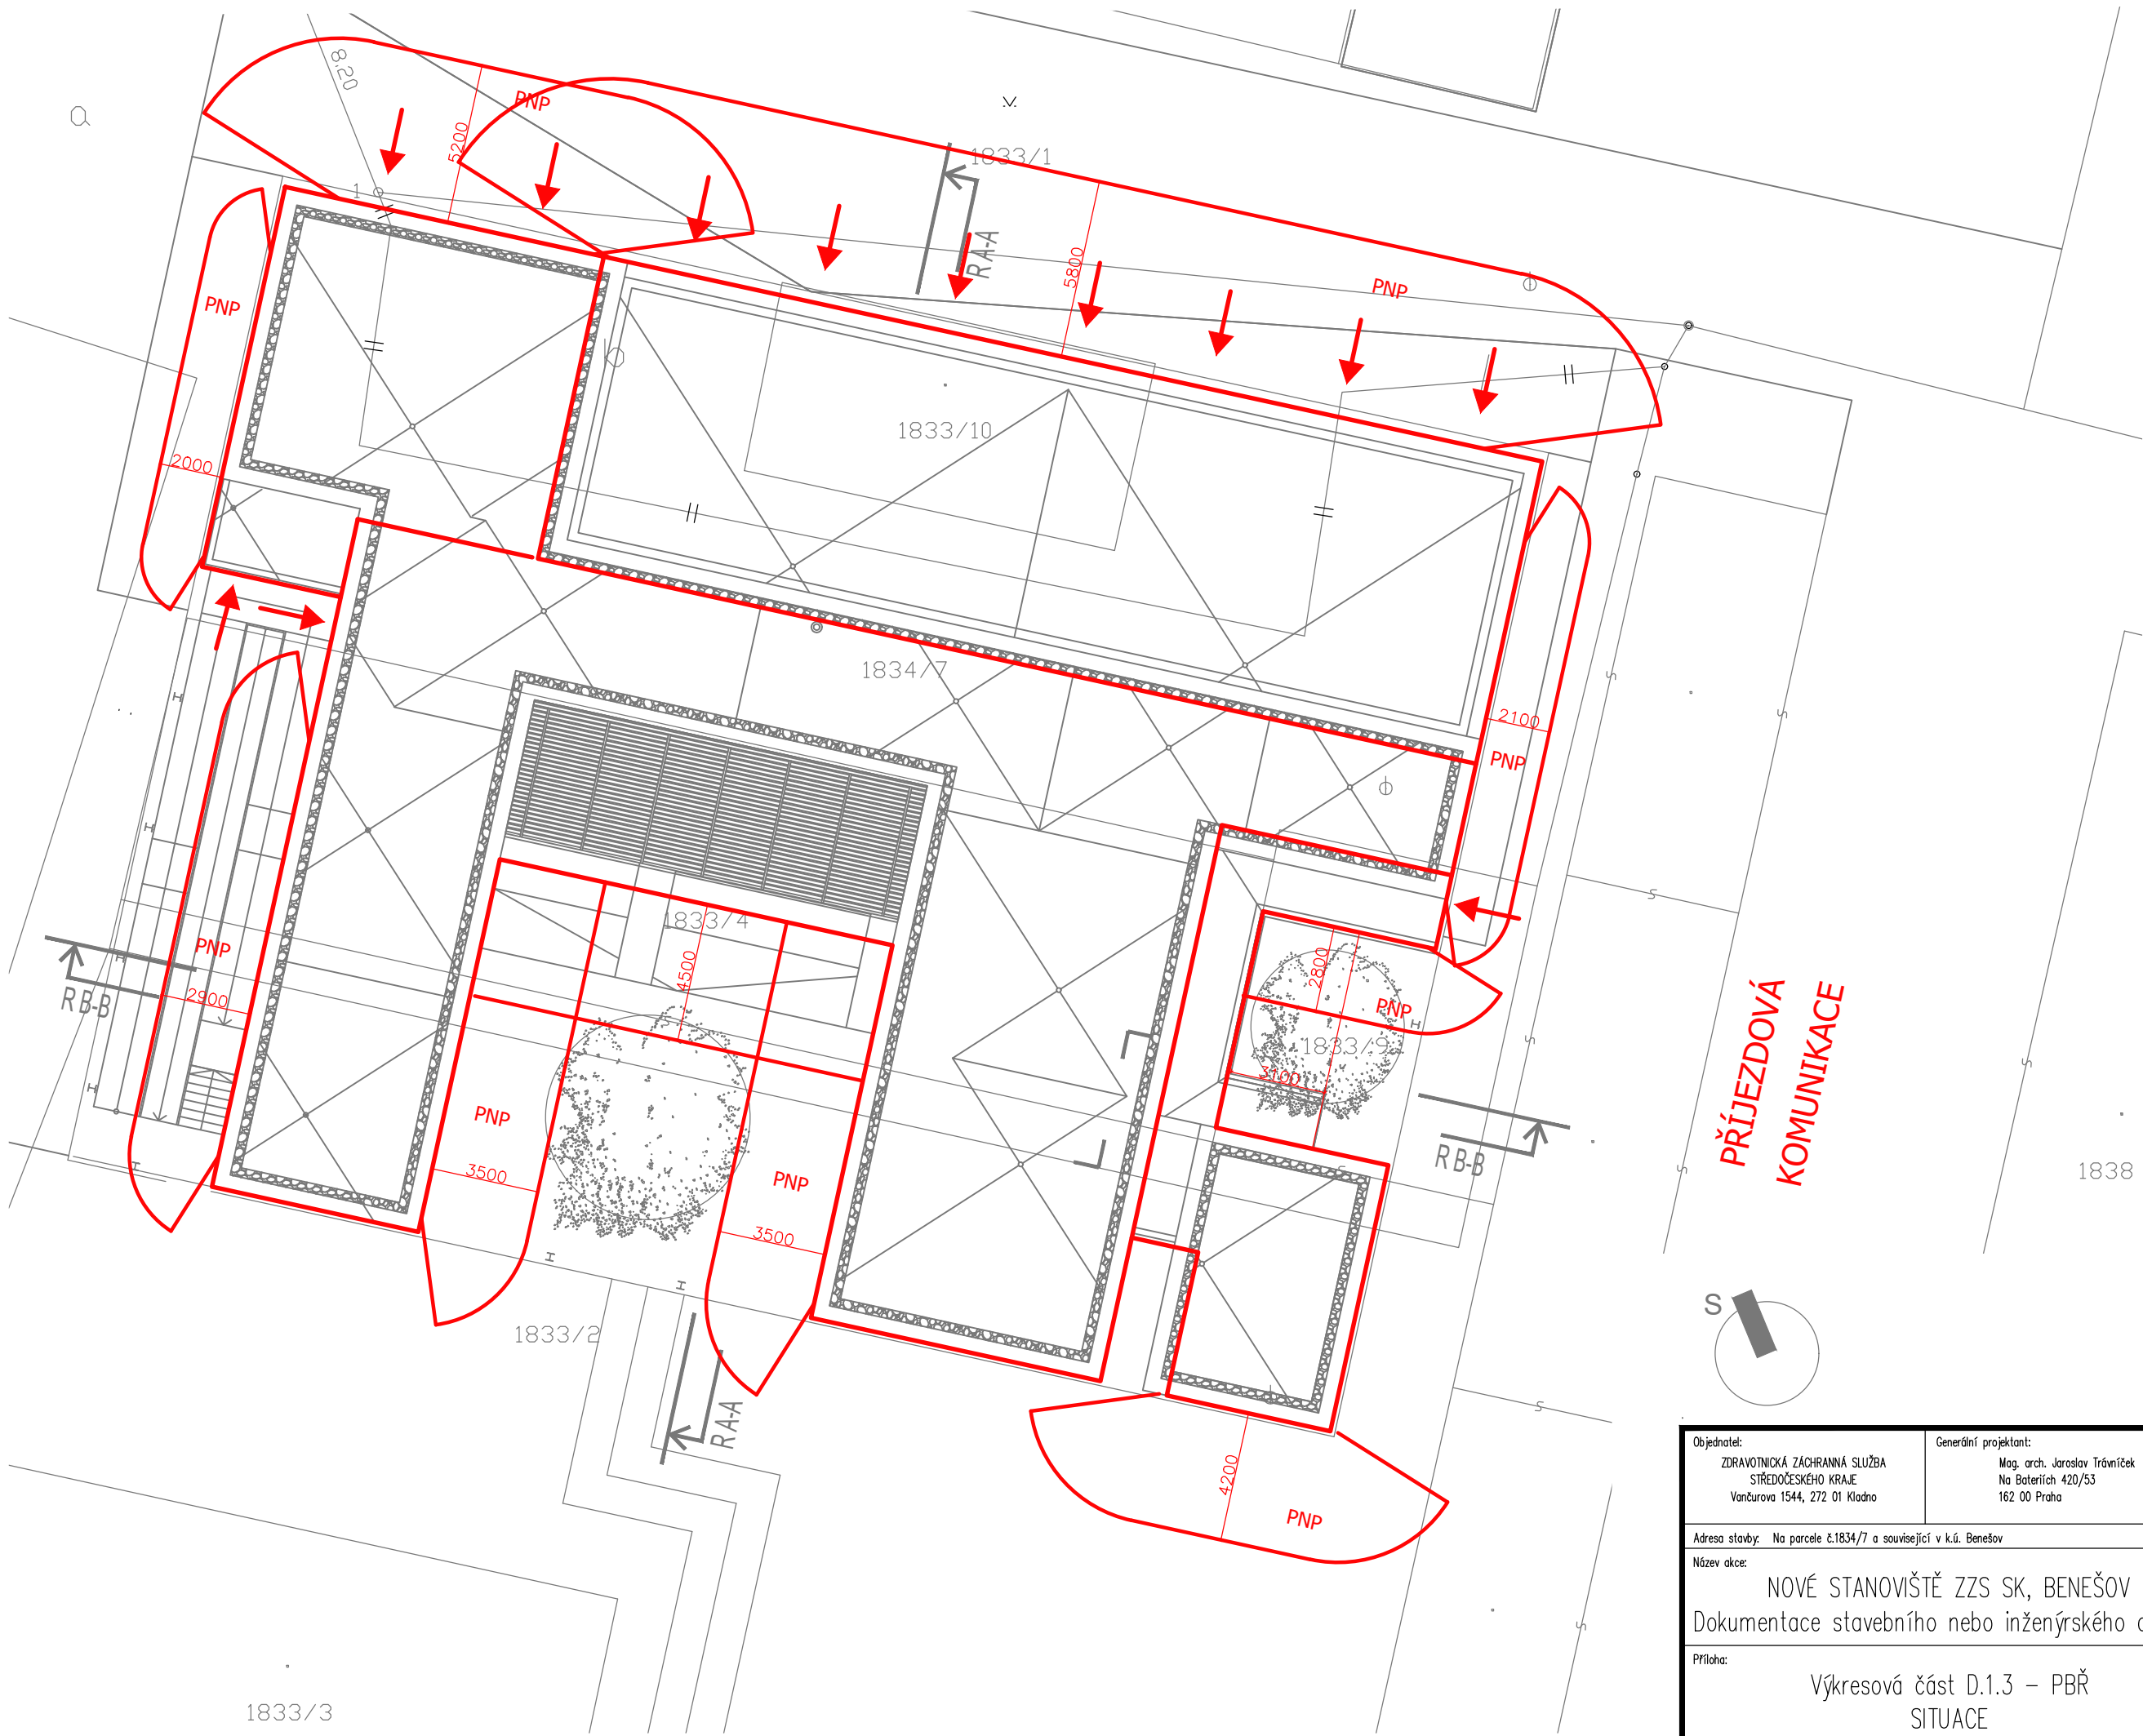 8.20
PNP
5200
1833/1
1
R A-A
5800
PNP
PNP
1833/10
2000
1834/7
2100
PNP
1833/4
4500
2800
PNP
PNP
R B-B
2900
1833/9
3100
PNP
3500
PNP
3500
R B-B
PŘÍJEZDOVÁ
KOMUNIKACE
1838
S
1833/2
R A-A
4200
PNP
1833/3
Objednatel:
ZDRAVOTNICKÁ ZÁCHRANNÁ SLUŽBA
STŘEDOČESKÉHO KRAJE
Vančurova 1544, 272 01 Kladno
Generální projektant:
Mag. arch. Jaroslav Trávníček
Na Bateriích 420/53
162 00 Praha
Adresa stavby: Na parcele č.1834/7 a související v k.ú. Benešov
Název akce:
NOVÉ STANOVIŠTĚ ZZS SK, BENEŠOV
Dokumentace stavebního nebo inženýrského
Příloha:
Výkresová část D.1.3 – PBŘ
SITUACE